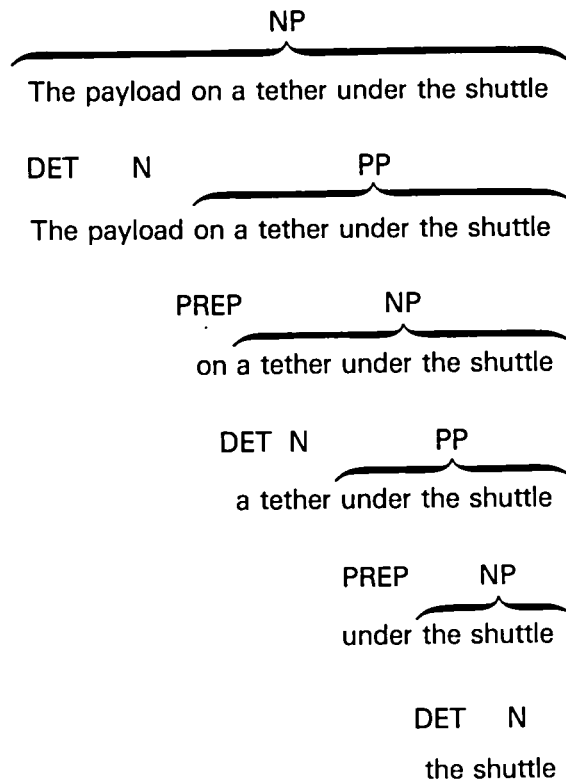 NP
The payload on a tether under the shuttle
DET N PP
The payload on a tether under the shuttle
PREP NP
on a tether under the shuttle
DET N PP
a tether under the shuttle
PREP NP
under the shuttle
DET N
the shuttle